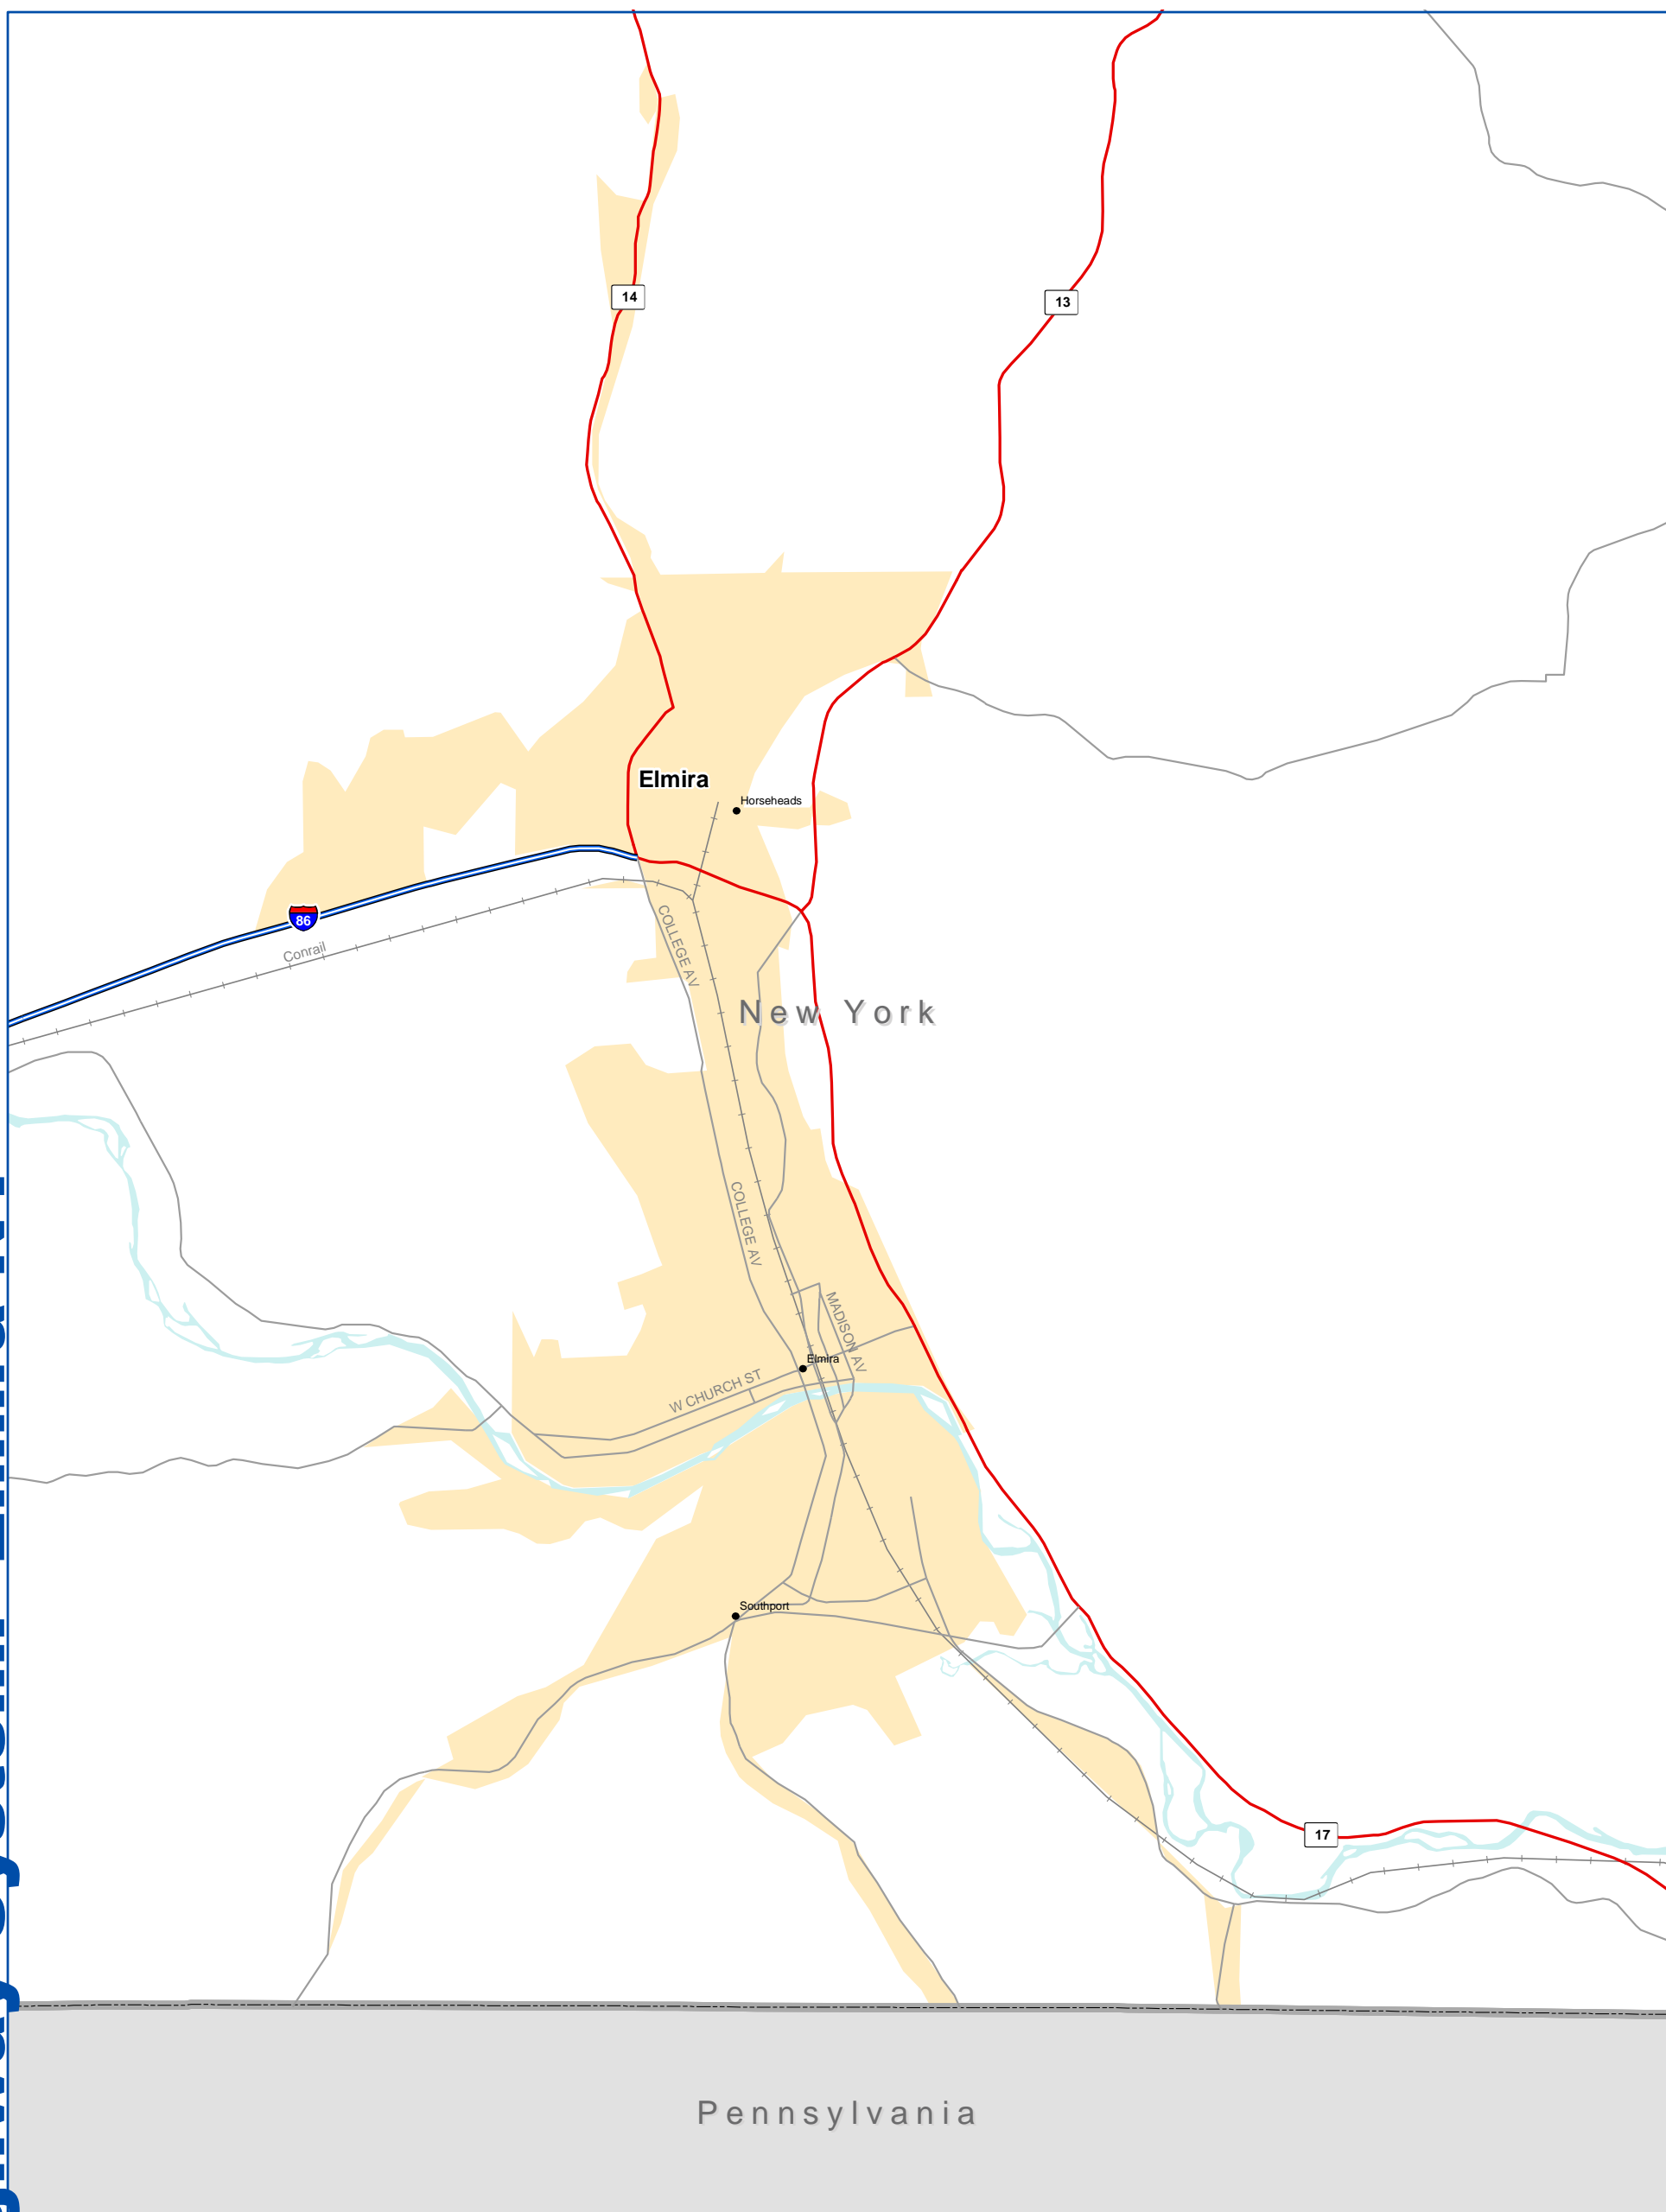 14
13
Elmira
Horseheads
86
Conrail
COLLEGE AV
New York
COLLEGE AV
MADISON AV
Elmira
W CHURCH ST
Southport
17
Pennsylvania